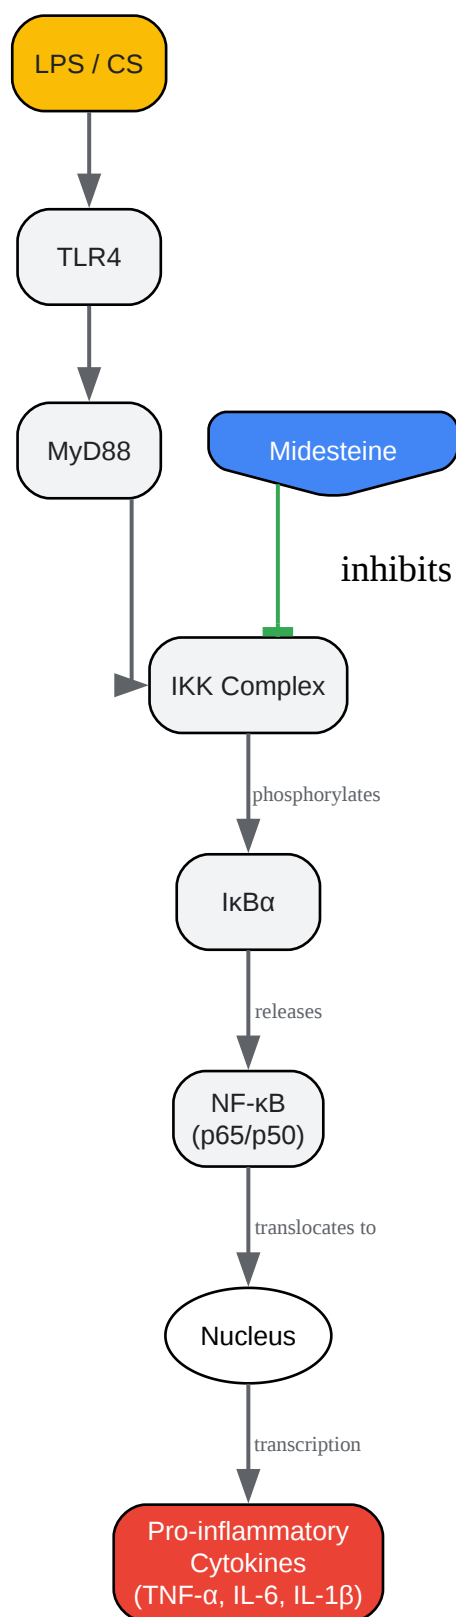 LPS / CS
TLR4
MyD88
Midesteine
inhibits
IKK Complex
phosphorylates
IκBα
releases
NF-κB
(p65/p50)
translocates to
Nucleus
transcription
Pro-inflammatory
Cytokines
(TNF-α, IL-6, IL-1β)